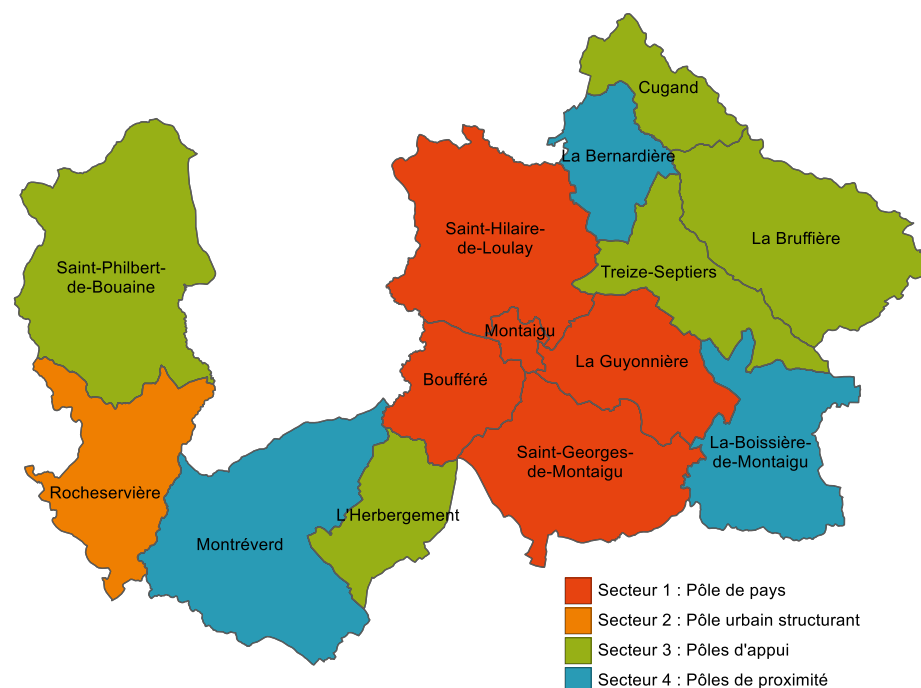 Cugand
La Bernardière
Saint-Hilaire-
de-Loulay
La Bruffière
Saint-Philbert-
de-Bouaine
Treize-Septiers
Montaigu
La Guyonnière
Boufféré
Saint-Georges-
de-Montaigu
La-Boissière-
de-Montaigu
Rocheservière
L'Herbergement
Montréverd
Secteur 1 : Pôle de pays
Secteur 2 : Pôle urbain structurant
Secteur 3 : Pôles d'appui
Secteur 4 : Pôles de proximité